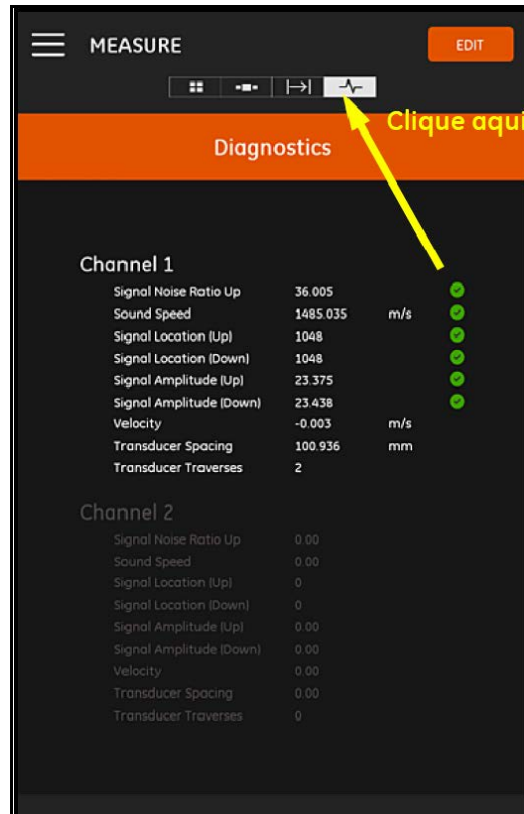 MEASURE
EDIT
Clique aqui
Diagnostics
Channel 1
Signal Noise Ratio Up 36.005
Sound Speed 1485.035 m/s
Signal Location (Up) 1048
Signal Location (Down) 1048
Signal Amplitude (Up) 23.375
Signal Amplitude (Down) 23.438
Velocity -0.003 m/s
Transducer Spacing 100.936 mm
Transducer Traverses 2
Channel 2
Signal Noise Ratio Up 0.00
Sound Speed 0.00
Signal Location (Up) 0
Signal Location (Down) 0
Signal Amplitude (Up) 0.00
Signal Amplitude (Down) 0.00
Velocity 0.00
Transducer Spacing 0.00
Transducer Traverses 0